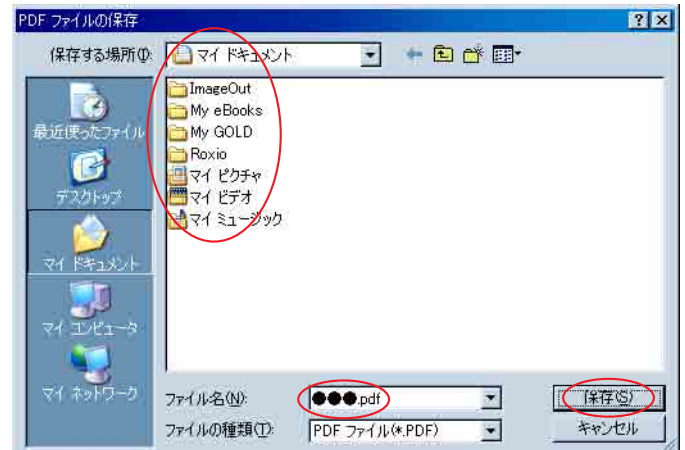 PDF ファイルの保存
保存する場所(I):
マイ ドキュメント
ImageOut
My eBooks
My GOLD
Roxio
マイ ピクチャ
マイ ビデオ
マイ ミュージック
最近使ったファイル
デスクトップ
マイ ドキュメント
マイ コンピュータ
マイ ネットワーク
ファイル名(N):
●●●.pdf
保存(S)
ファイルの種類(T):
PDF ファイル(*.PDF)
キャンセル